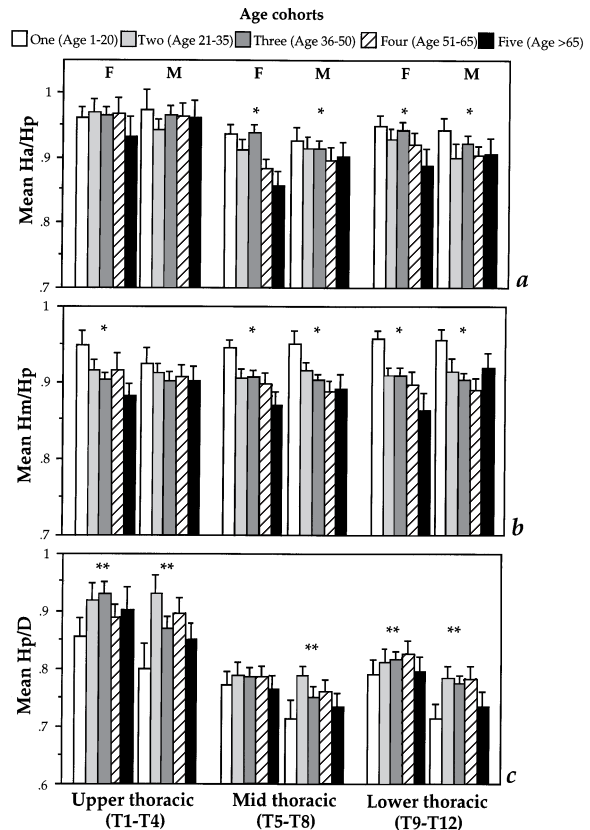 Age cohorts
One (Age 1-20) Two (Age 21-35) Three (Age 36-50) Four (Age 51-65) Five (Age >65)
F M F M F M
Mean Ha/Hp
1
.9
.8
.7
* * * *
a
Mean Hm/Hp
1
.9
.8
.7
* * * * *
b
Mean Hp/D
1
.9
.8
.7
.6
** ** ** ** **
c
Upper thoracic Mid thoracic Lower thoracic
(T1-T4) (T5-T8) (T9-T12)